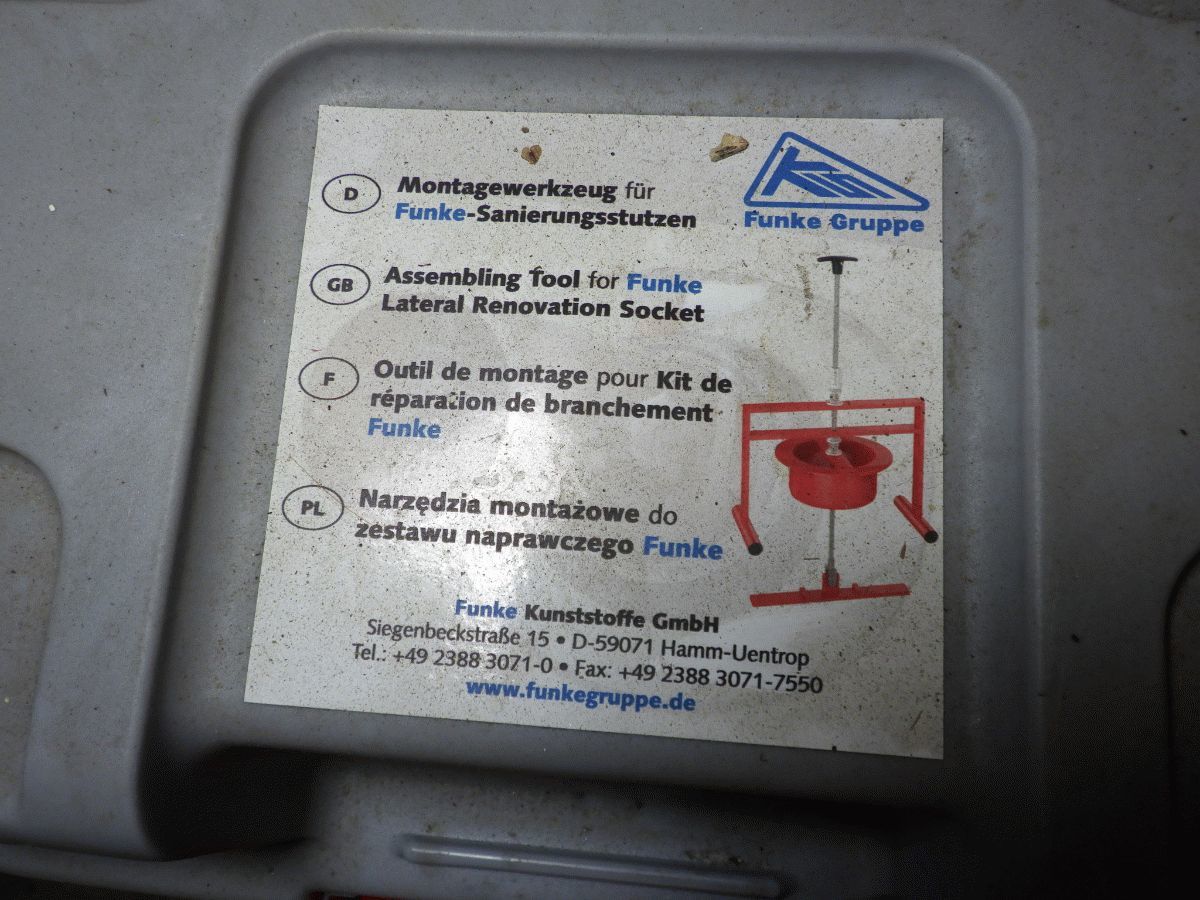 D
Montagewerkzeug für
Funke-Sanierungsstutzen
GB
Assembling Tool for Funke
Lateral Renovation Socket
F
Outil de montage pour Kit de
réparation de branchement
Funke
PL
Narzędzia montażowe do
zestawu naprawczego Funke
Funke Gruppe
Funke Kunststoffe GmbH
Siegenbeckstraße 15 • D-59071 Hamm-Uentrop
Tel.: +49 2388 3071-0 • Fax: +49 2388 3071-7550
www.funkegruppe.de